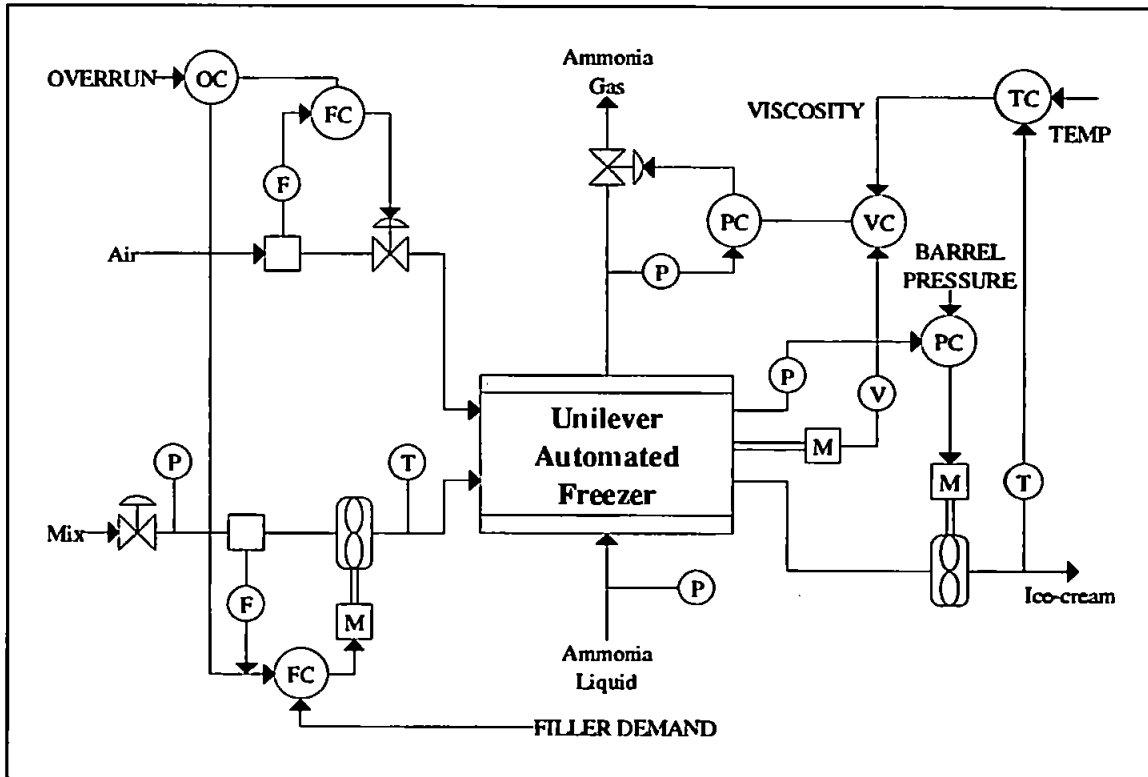 OVERRUN
OC
FC
F
Air
Ammonia
Gas
VISCOSITY
TC
TEMP
PC
VC
P
BARREL
PRESSURE
PC
P
V
M
Unilever
Automated
Freezer
P
T
Mix
F
M
FC
M
T
Ico-cream
P
Ammonia
Liquid
FILLER DEMAND